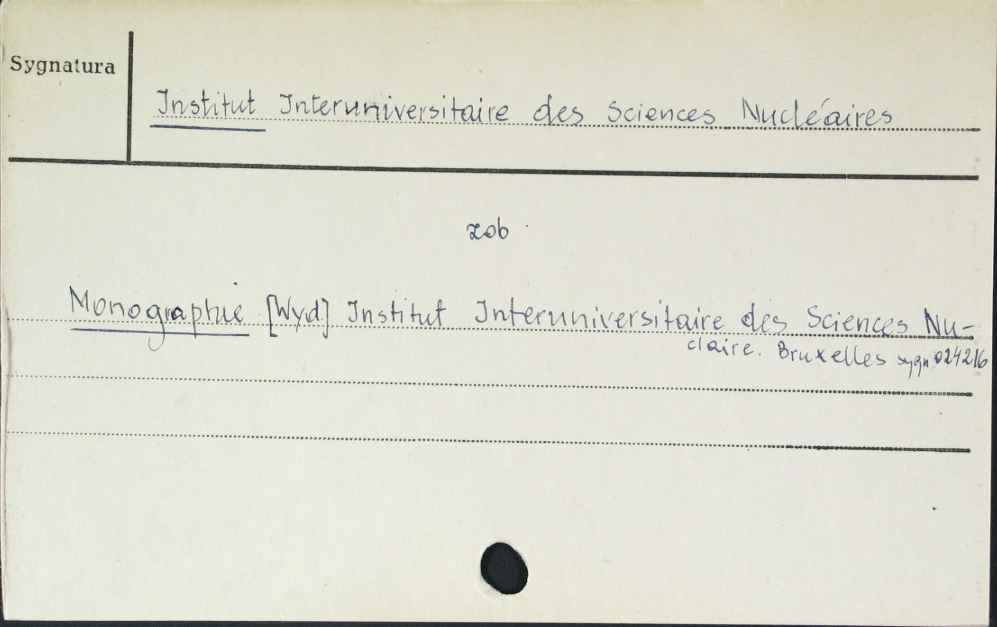 Sygnatura
Institut Interuniversitaire des Sciences Nucléaires
zob
Monographie [Wyd] Institut Interuniversitaire des Sciences Nu-
claire. Bruxelles sygn 024216